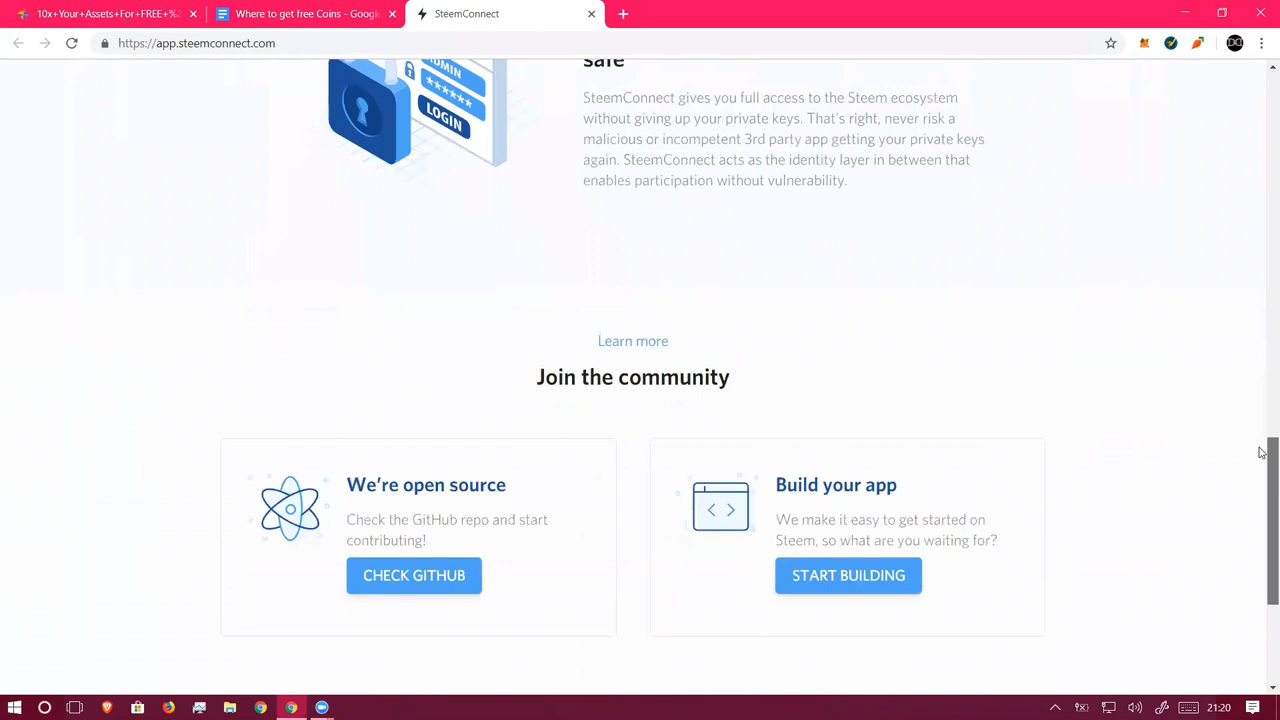 10x+Your+Assets+For+FREE+%2
Where to get free Coins - Google
SteemConnect
https://app.steemconnect.com
ADMIN
******
LOGIN
safe
SteemConnect gives you full access to the Steem ecosystem
without giving up your private keys. That's right, never risk a
malicious or incompetent 3rd party app getting your private keys
again. SteemConnect acts as the identity layer in between that
enables participation without vulnerability.
Learn more
Join the community
We're open source
Check the GitHub repo and start
contributing!
CHECK GITHUB
Build your app
We make it easy to get started on
Steem, so what are you waiting for?
START BUILDING
21:20